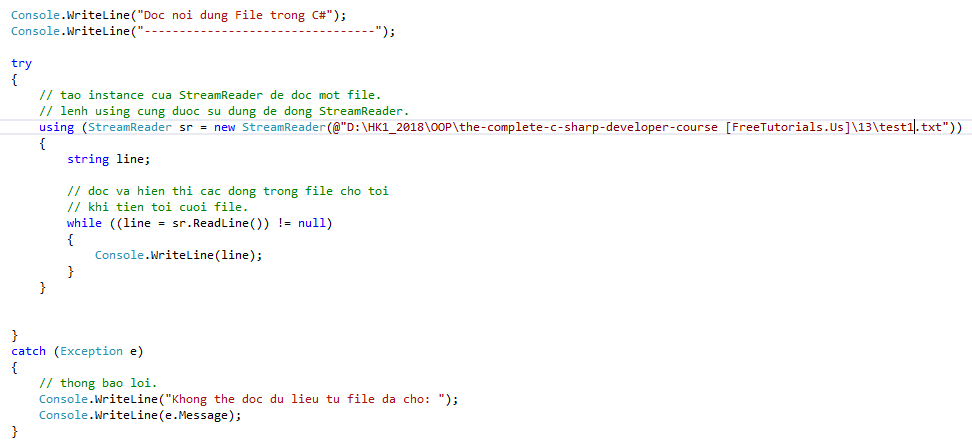 Console.WriteLine("Doc noi dung File trong C#");
Console.WriteLine("---------------------------------");
try
{
// tao instance cua StreamReader de doc mot file.
// lenh using cung duoc su dung de dong StreamReader.
using (StreamReader sr = new StreamReader(@"D:\HK1_2018\OOP\the-complete-c-sharp-developer-course [FreeTutorials.Us]\13\test1.txt"))
{
string line;
// doc va hien thi cac dong trong file cho toi
// khi tien toi cuoi file.
while ((line = sr.ReadLine()) != null)
{
Console.WriteLine(line);
}
}
}
catch (Exception e)
{
// thong bao loi.
Console.WriteLine("Khong the doc du lieu tu file da cho: ");
Console.WriteLine(e.Message);
}